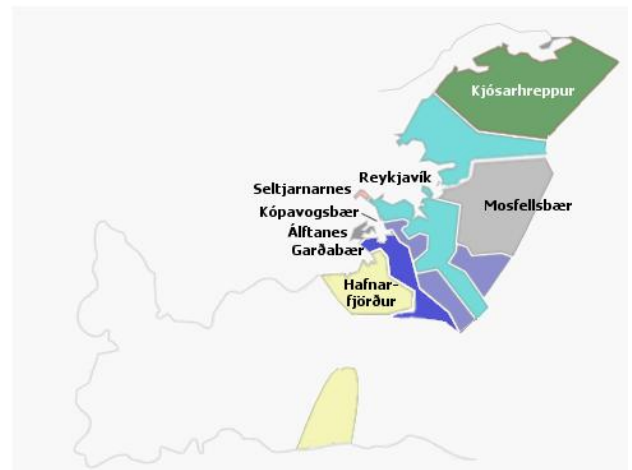 Kjósarhreppur
Reykjavík
Seltjarnarnes
Mosfellsbær
Kópavogsbær
Álftanes
Garðabær
Hafnar-
fjörður